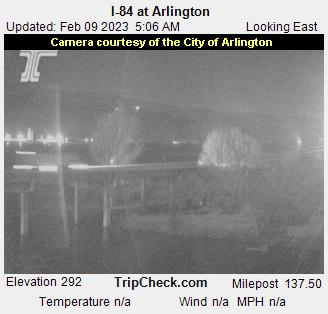 I-84 at Arlington
Updated: Feb 09 2023 5:06 AM Looking East
Camera courtesy of the City of Arlington
Elevation 292 TripCheck.com Milepost 137.50
Temperature n/a Wind n/a MPH n/a